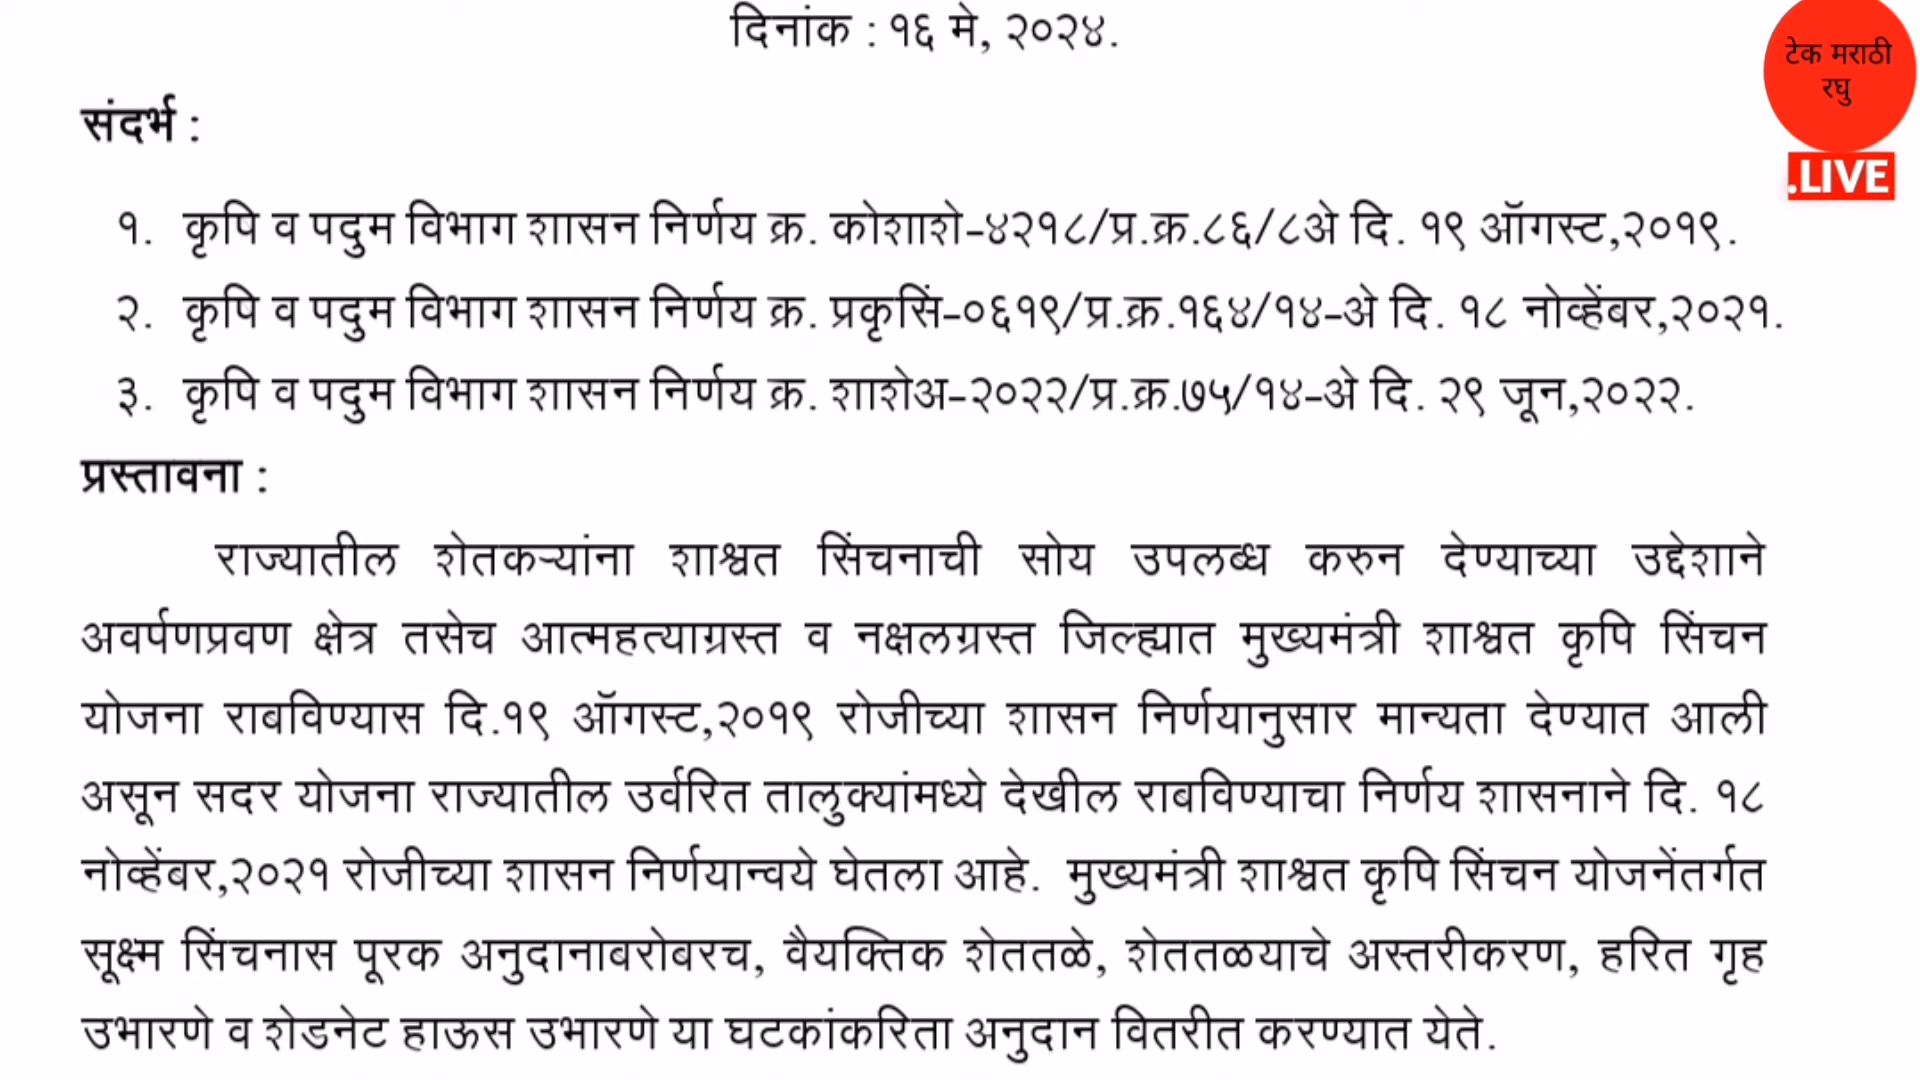 दिनांक : १६ मे, २०२४.
टेक मराठी
रघु
.LIVE
संदर्भ :
१. कृषि व पदुम विभाग शासन निर्णय क्र. कोशाशे-४२१८/प्र.क्र.८६/८अे दि. १९ ऑगस्ट,२०१९.
२. कृषि व पदुम विभाग शासन निर्णय क्र. प्रकृसिं-०६१९/प्र.क्र.१६४/१४-अे दि. १८ नोव्हेंबर,२०२१.
३. कृषि व पदुम विभाग शासन निर्णय क्र. शाशेअ-२०२२/प्र.क्र.७५/१४-अे दि. २९ जून,२०२२.
प्रस्तावना :
राज्यातील शेतकऱ्यांना शाश्वत सिंचनाची सोय उपलब्ध करुन देण्याच्या उद्देशाने
अवर्षणप्रवण क्षेत्र तसेच आत्महत्याग्रस्त व नक्षलग्रस्त जिल्ह्यात मुख्यमंत्री शाश्वत कृषि सिंचन
योजना राबविण्यास दि.१९ ऑगस्ट,२०१९ रोजीच्या शासन निर्णयानुसार मान्यता देण्यात आली
असून सदर योजना राज्यातील उर्वरित तालुक्यांमध्ये देखील राबविण्याचा निर्णय शासनाने दि. १८
नोव्हेंबर,२०२१ रोजीच्या शासन निर्णयान्वये घेतला आहे. मुख्यमंत्री शाश्वत कृषि सिंचन योजनेंतर्गत
सूक्ष्म सिंचनास पूरक अनुदानाबरोबरच, वैयक्तिक शेततळे, शेततळयाचे अस्तरीकरण, हरित गृह
उभारणे व शेडनेट हाऊस उभारणे या घटकांकरिता अनुदान वितरीत करण्यात येते.